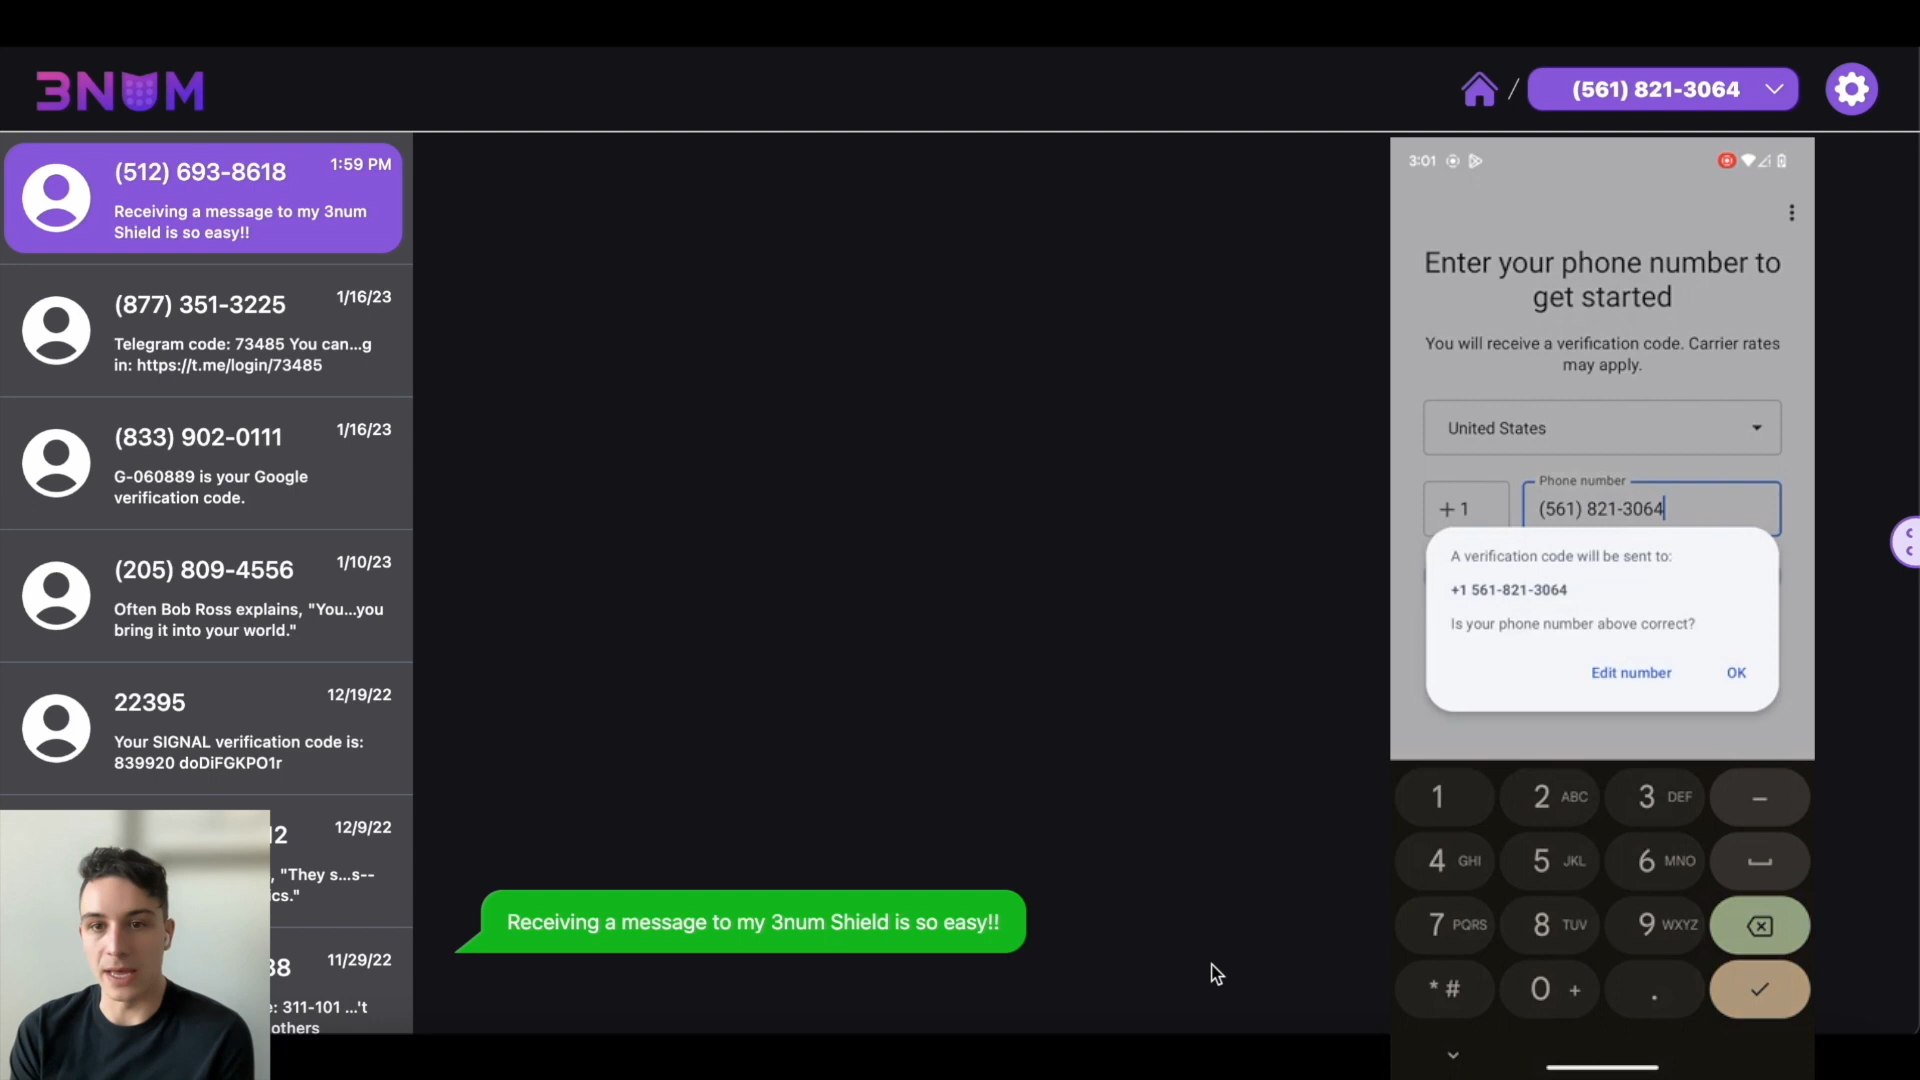 3NUM
/
(561) 821-3064
(512) 693-8618
1:59 PM
Receiving a message to my 3num
Shield is so easy!!
(877) 351-3225
1/16/23
Telegram code: 73485 You can...g
in: https://t.me/login/73485
(833) 902-0111
1/16/23
G-060889 is your Google
verification code.
(205) 809-4556
1/10/23
Often Bob Ross explains, "You...you
bring it into your world."
22395
12/19/22
Your SIGNAL verification code is:
839920 doDiFGKPO1r
12
12/9/22
, "They s...s--
ics."
38
11/29/22
: 311-101 ...'t
others
Receiving a message to my 3num Shield is so easy!!
3:01
Enter your phone number to
get started
You will receive a verification code. Carrier rates
may apply.
United States
Phone number
+ 1
(561) 821-3064
A verification code will be sent to:
+1 561-821-3064
Is your phone number above correct?
Edit number
OK
1
2 ABC
3 DEF
–
4 GHI
5 JKL
6 MNO
7 PQRS
8 TUV
9 WXYZ
* #
0 +
.